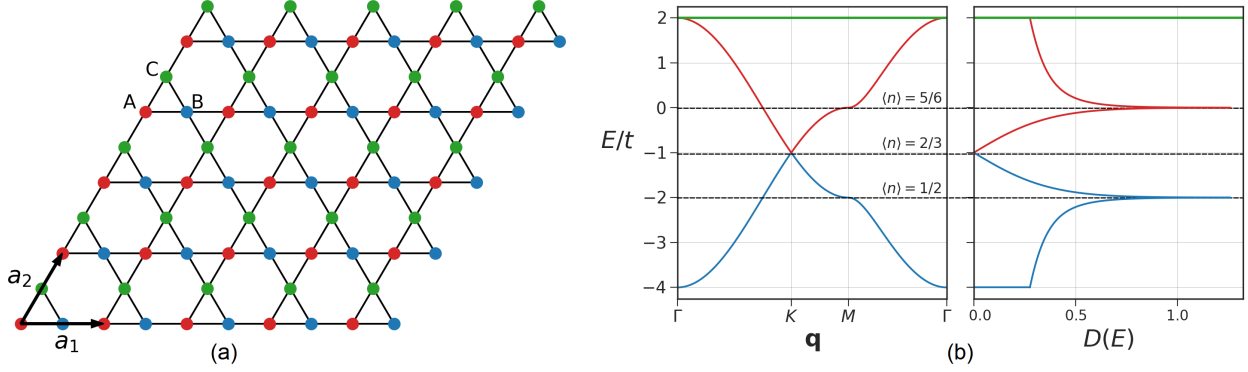 C
A
B
a2
a1
(a)
E/t
2
1
0
−1
−2
−3
−4
⟨n⟩ = 5/6
⟨n⟩ = 2/3
⟨n⟩ = 1/2
Γ
K
M
Γ
q
0.0
0.5
1.0
D(E)
(b)